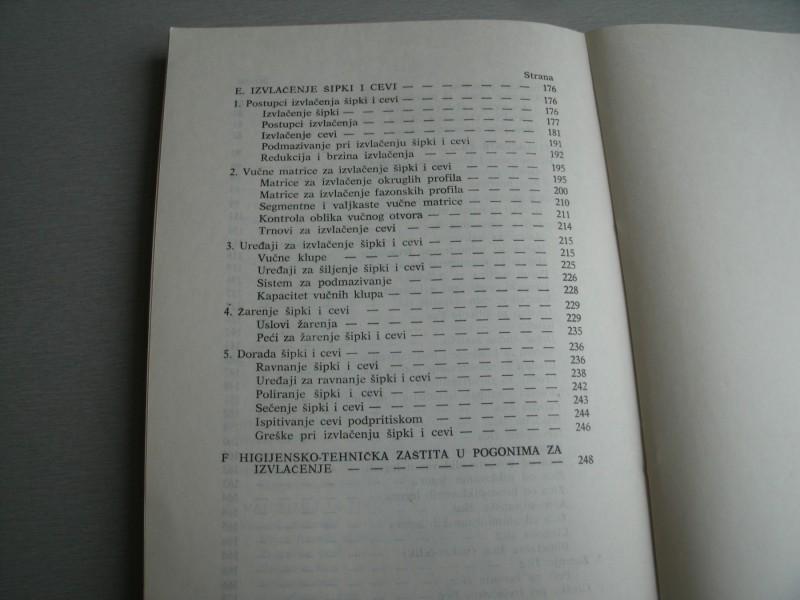 Strana
E. IZVLAČENJE ŠIPKI I CEVI — — — — — — — 176
1. Postupci izvlačenja šipki i cevi — — — — — — — 176
Izvlačenje šipki — — — — — — — — — 176
Postupci izvlačenja — — — — — — — — 177
Izvlačenje cevi — — — — — — — — — 181
Podmazivanje pri izvlačenju šipki i cevi — — — — 191
Redukcija i brzina izvlačenja — — — — — — 192
2. Vučne matrice za izvlačenje šipki i cevi — — — — — 195
Matrice za izvlačenje okruglih profila — — — — — 195
Matrice za izvlačenje fazonskih profila — — — — — 200
Segmentne i valjkaste vučne matrice — — — — — 210
Kontrola oblika vučnog otvora — — — — — — 211
Trnovi za izvlačenje cevi — — — — — — — 214
3. Uređaji za izvlačenje šipki i cevi — — — — — — 215
Vučne klupe — — — — — — — — — 215
Uređaji za šiljenje šipki i cevi — — — — — — 225
Sistem za podmazivanje — — — — — — — 226
Kapacitet vučnih klupa — — — — — — — — 228
4. Žarenje šipki i cevi — — — — — — — — 229
Uslovi žarenja — — — — — — — — — 229
Peći za žarenje šipki i cevi — — — — — — — 235
5. Dorada šipki i cevi — — — — — — — — — 236
Ravnanje šipki i cevi — — — — — — — 236
Uređaji za ravnanje šipki i cevi — — — — — — 238
Poliranje šipki i cevi — — — — — — — 242
Sečenje šipki i cevi — — — — — — — — 243
Ispitivanje cevi podpritiskom — — — — — — 244
Greške pri izvlačenju šipki i cevi — — — — — 246
F HIGIJENSKO-TEHNIČKA ZAŠTITA U POGONIMA ZA
IZVLAČENJE — — — — — — — — — — 248